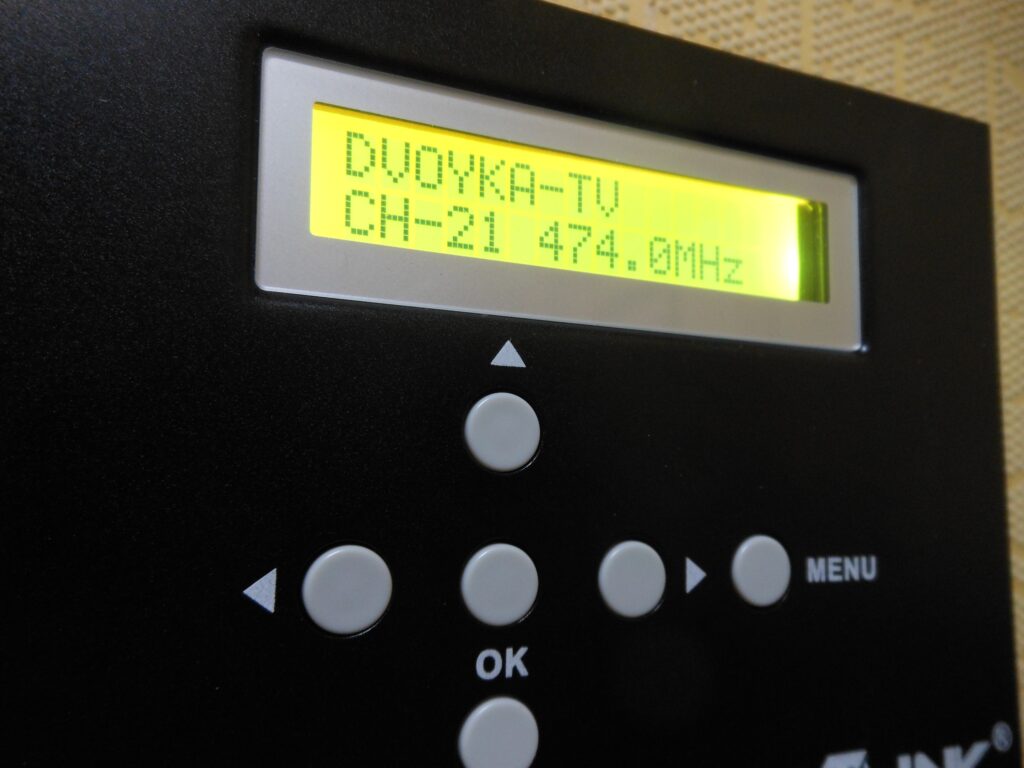 DVOYKA-TV
CH-21 474.0MHz
MENU
OK